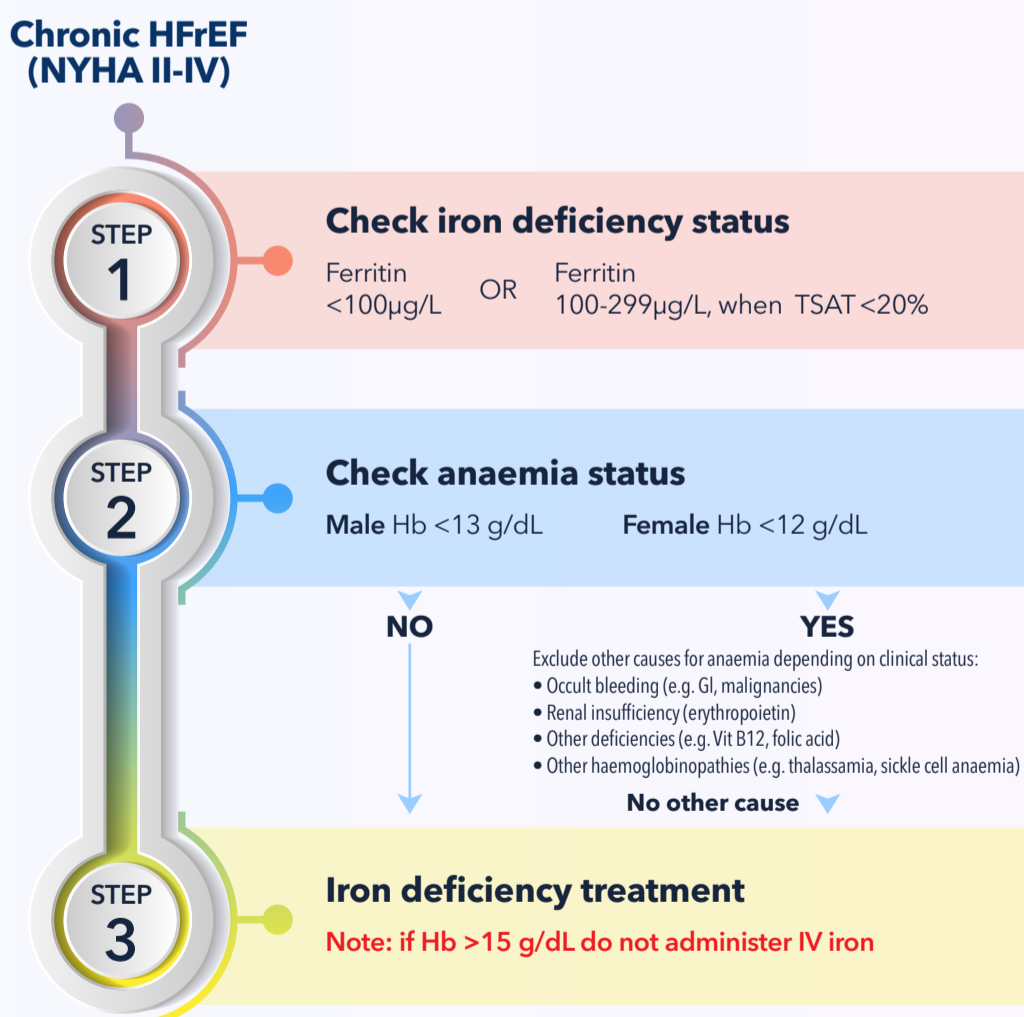 Chronic HFrEF
(NYHA II-IV)
STEP
1
Check iron deficiency status
Ferritin
<100µg/L
OR
Ferritin
100-299µg/L, when TSAT <20%
STEP
2
Check anaemia status
Male Hb <13 g/dL Female Hb <12 g/dL
NO
YES
Exclude other causes for anaemia depending on clinical status:
• Occult bleeding (e.g. GI, malignancies)
• Renal insufficiency (erythropoietin)
• Other deficiencies (e.g. Vit B12, folic acid)
• Other haemoglobinopathies (e.g. thalassamia, sickle cell anaemia)
No other cause
STEP
3
Iron deficiency treatment
Note: if Hb >15 g/dL do not administer IV iron